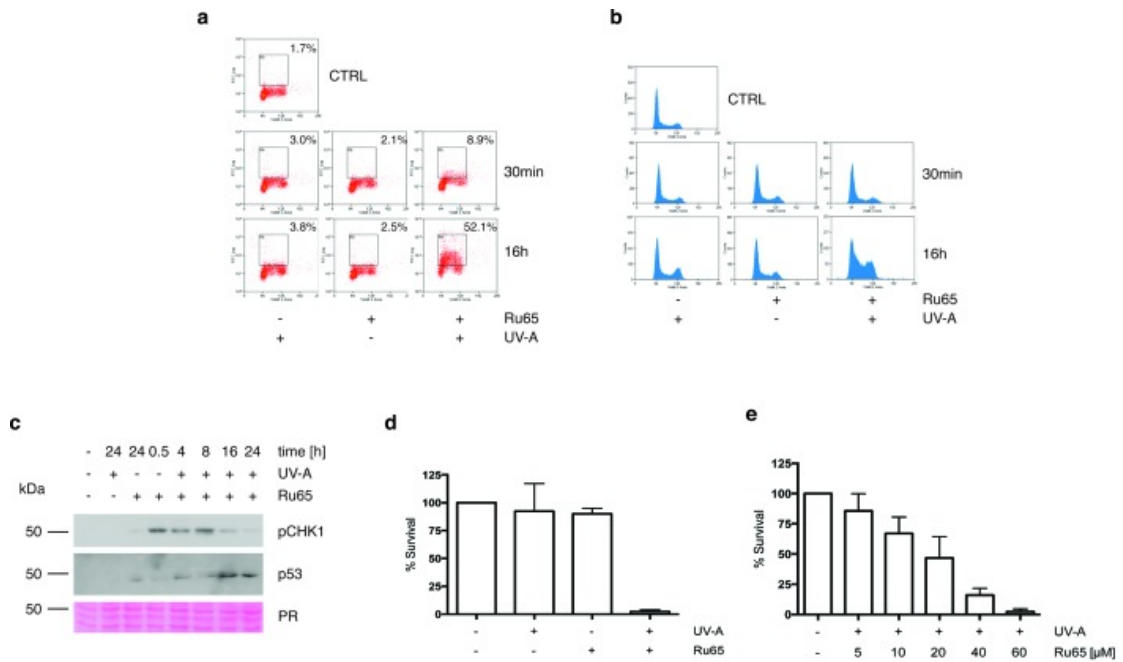 a
1.7%
CTRL
3.0% 2.1% 8.9%
30min
3.8% 2.5% 52.1%
16h
- + + Ru65
+ - + UV-A
b
CTRL
30min
16h
- + + Ru65
+ - + UV-A
c
- 24 24 0.5 4 8 16 24 time [h]
- + - - + + + + UV-A
kDa
- - + + + + + + Ru65
50 pCHK1
50 p53
50 PR
d
% Survival
125
100
75
50
25
0
- + - + UV-A
- - + + Ru65
e
% Survival
125
100
75
50
25
0
- + + + + + UV-A
- 5 10 20 40 60 Ru65 [µM]